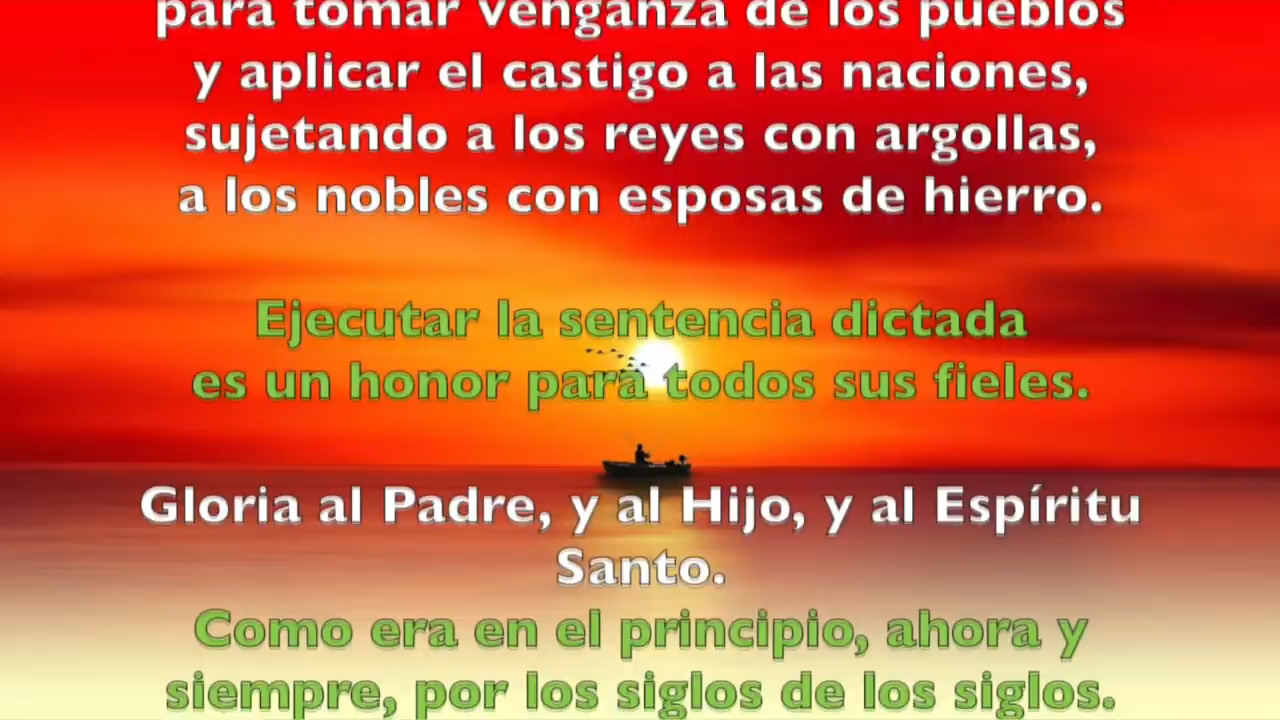 para tomar venganza de los pueblos
y aplicar el castigo a las naciones,
sujetando a los reyes con argollas,
a los nobles con esposas de hierro.
Ejecutar la sentencia dictada
es un honor para todos sus fieles.
Gloria al Padre, y al Hijo, y al Espíritu
Santo.
Como era en el principio, ahora y
siempre, por los siglos de los siglos.